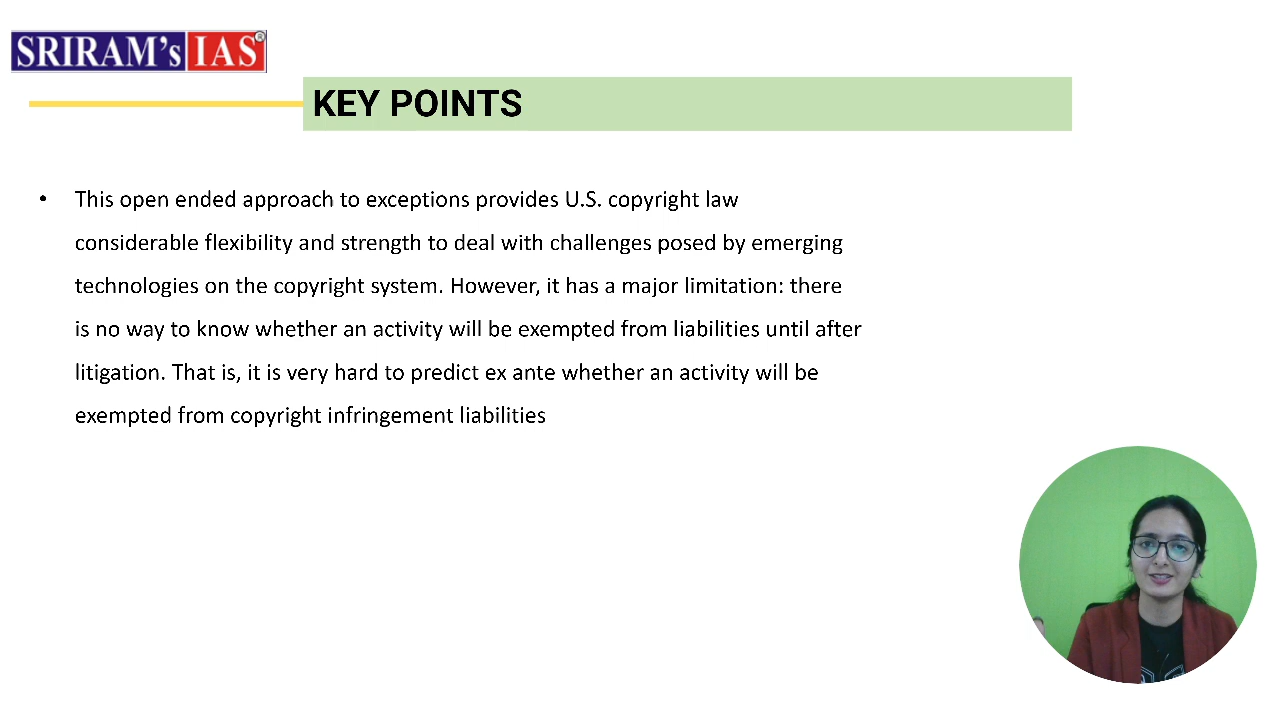 SRIRAM's IAS®
KEY POINTS
• This open ended approach to exceptions provides U.S. copyright law
considerable flexibility and strength to deal with challenges posed by emerging
technologies on the copyright system. However, it has a major limitation: there
is no way to know whether an activity will be exempted from liabilities until after
litigation. That is, it is very hard to predict ex ante whether an activity will be
exempted from copyright infringement liabilities